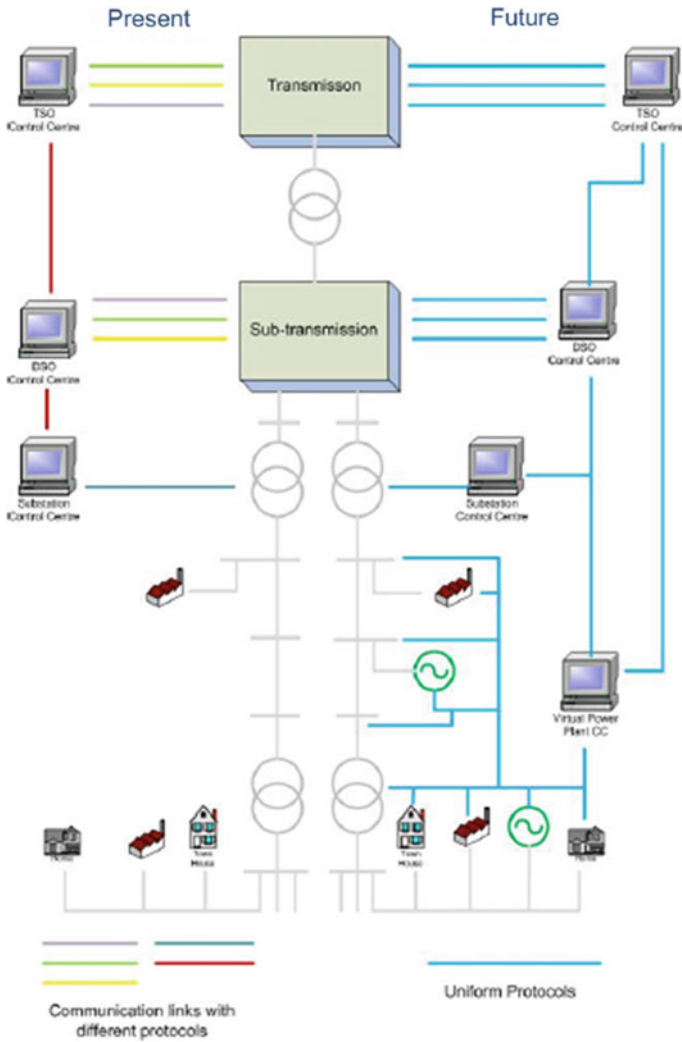 Present
Future
Transmisson
TSO
Control Centre
TSO
Control Centre
Sub-transmission
DSO
Control Centre
DSO
Control Centre
Substation
Control Centre
Substation
Control Centre
Virtual Power
Plant CC
Home
Town
House
Town
House
Home
Communication links with
different protocols
Uniform Protocols